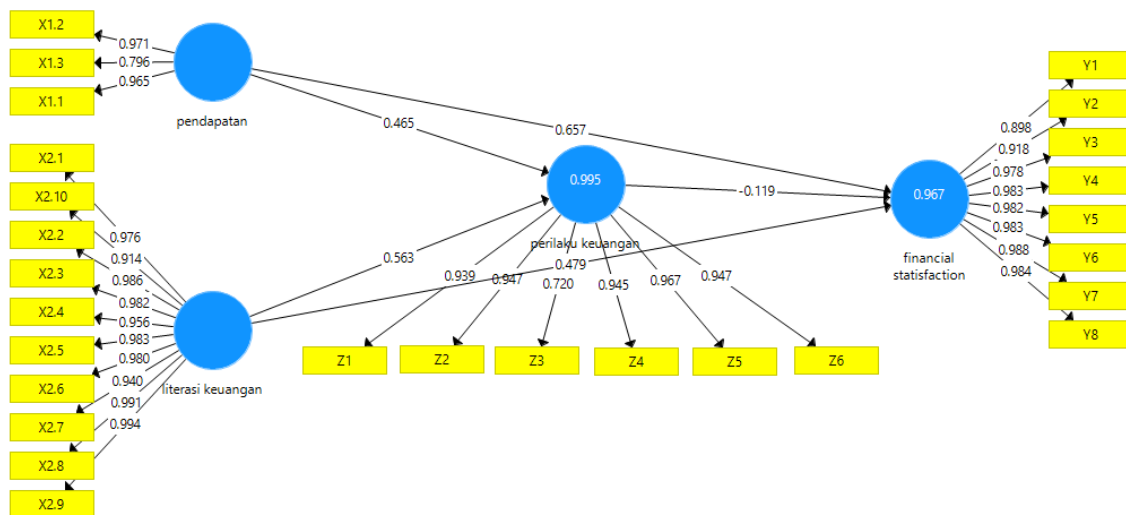 X1.2
X1.3
X1.1
0.971
0.796
0.965
pendapatan
0.465
0.657
X2.1
X2.10
X2.2
X2.3
X2.4
X2.5
X2.6
X2.7
X2.8
X2.9
0.976
0.914
0.986
0.982
0.956
0.983
0.980
0.940
0.991
0.994
literasi keuangan
0.563
0.479
0.995
perilaku keuangan
-0.119
0.939
0.947
0.720
0.945
0.967
0.947
Z1
Z2
Z3
Z4
Z5
Z6
0.967
financial
statisfaction
0.898
0.918
0.978
0.983
0.982
0.983
0.988
0.984
Y1
Y2
Y3
Y4
Y5
Y6
Y7
Y8